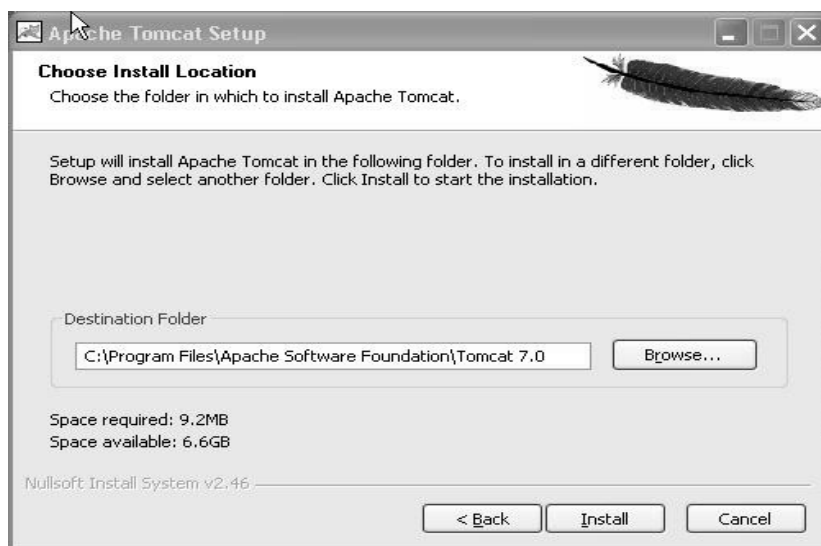 Apache Tomcat Setup
Choose Install Location
Choose the folder in which to install Apache Tomcat.
Setup will install Apache Tomcat in the following folder. To install in a different folder, click
Browse and select another folder. Click Install to start the installation.
Destination Folder
C:\Program Files\Apache Software Foundation\Tomcat 7.0
Browse...
Space required: 9.2MB
Space available: 6.6GB
Nullsoft Install System v2.46
< Back
Install
Cancel